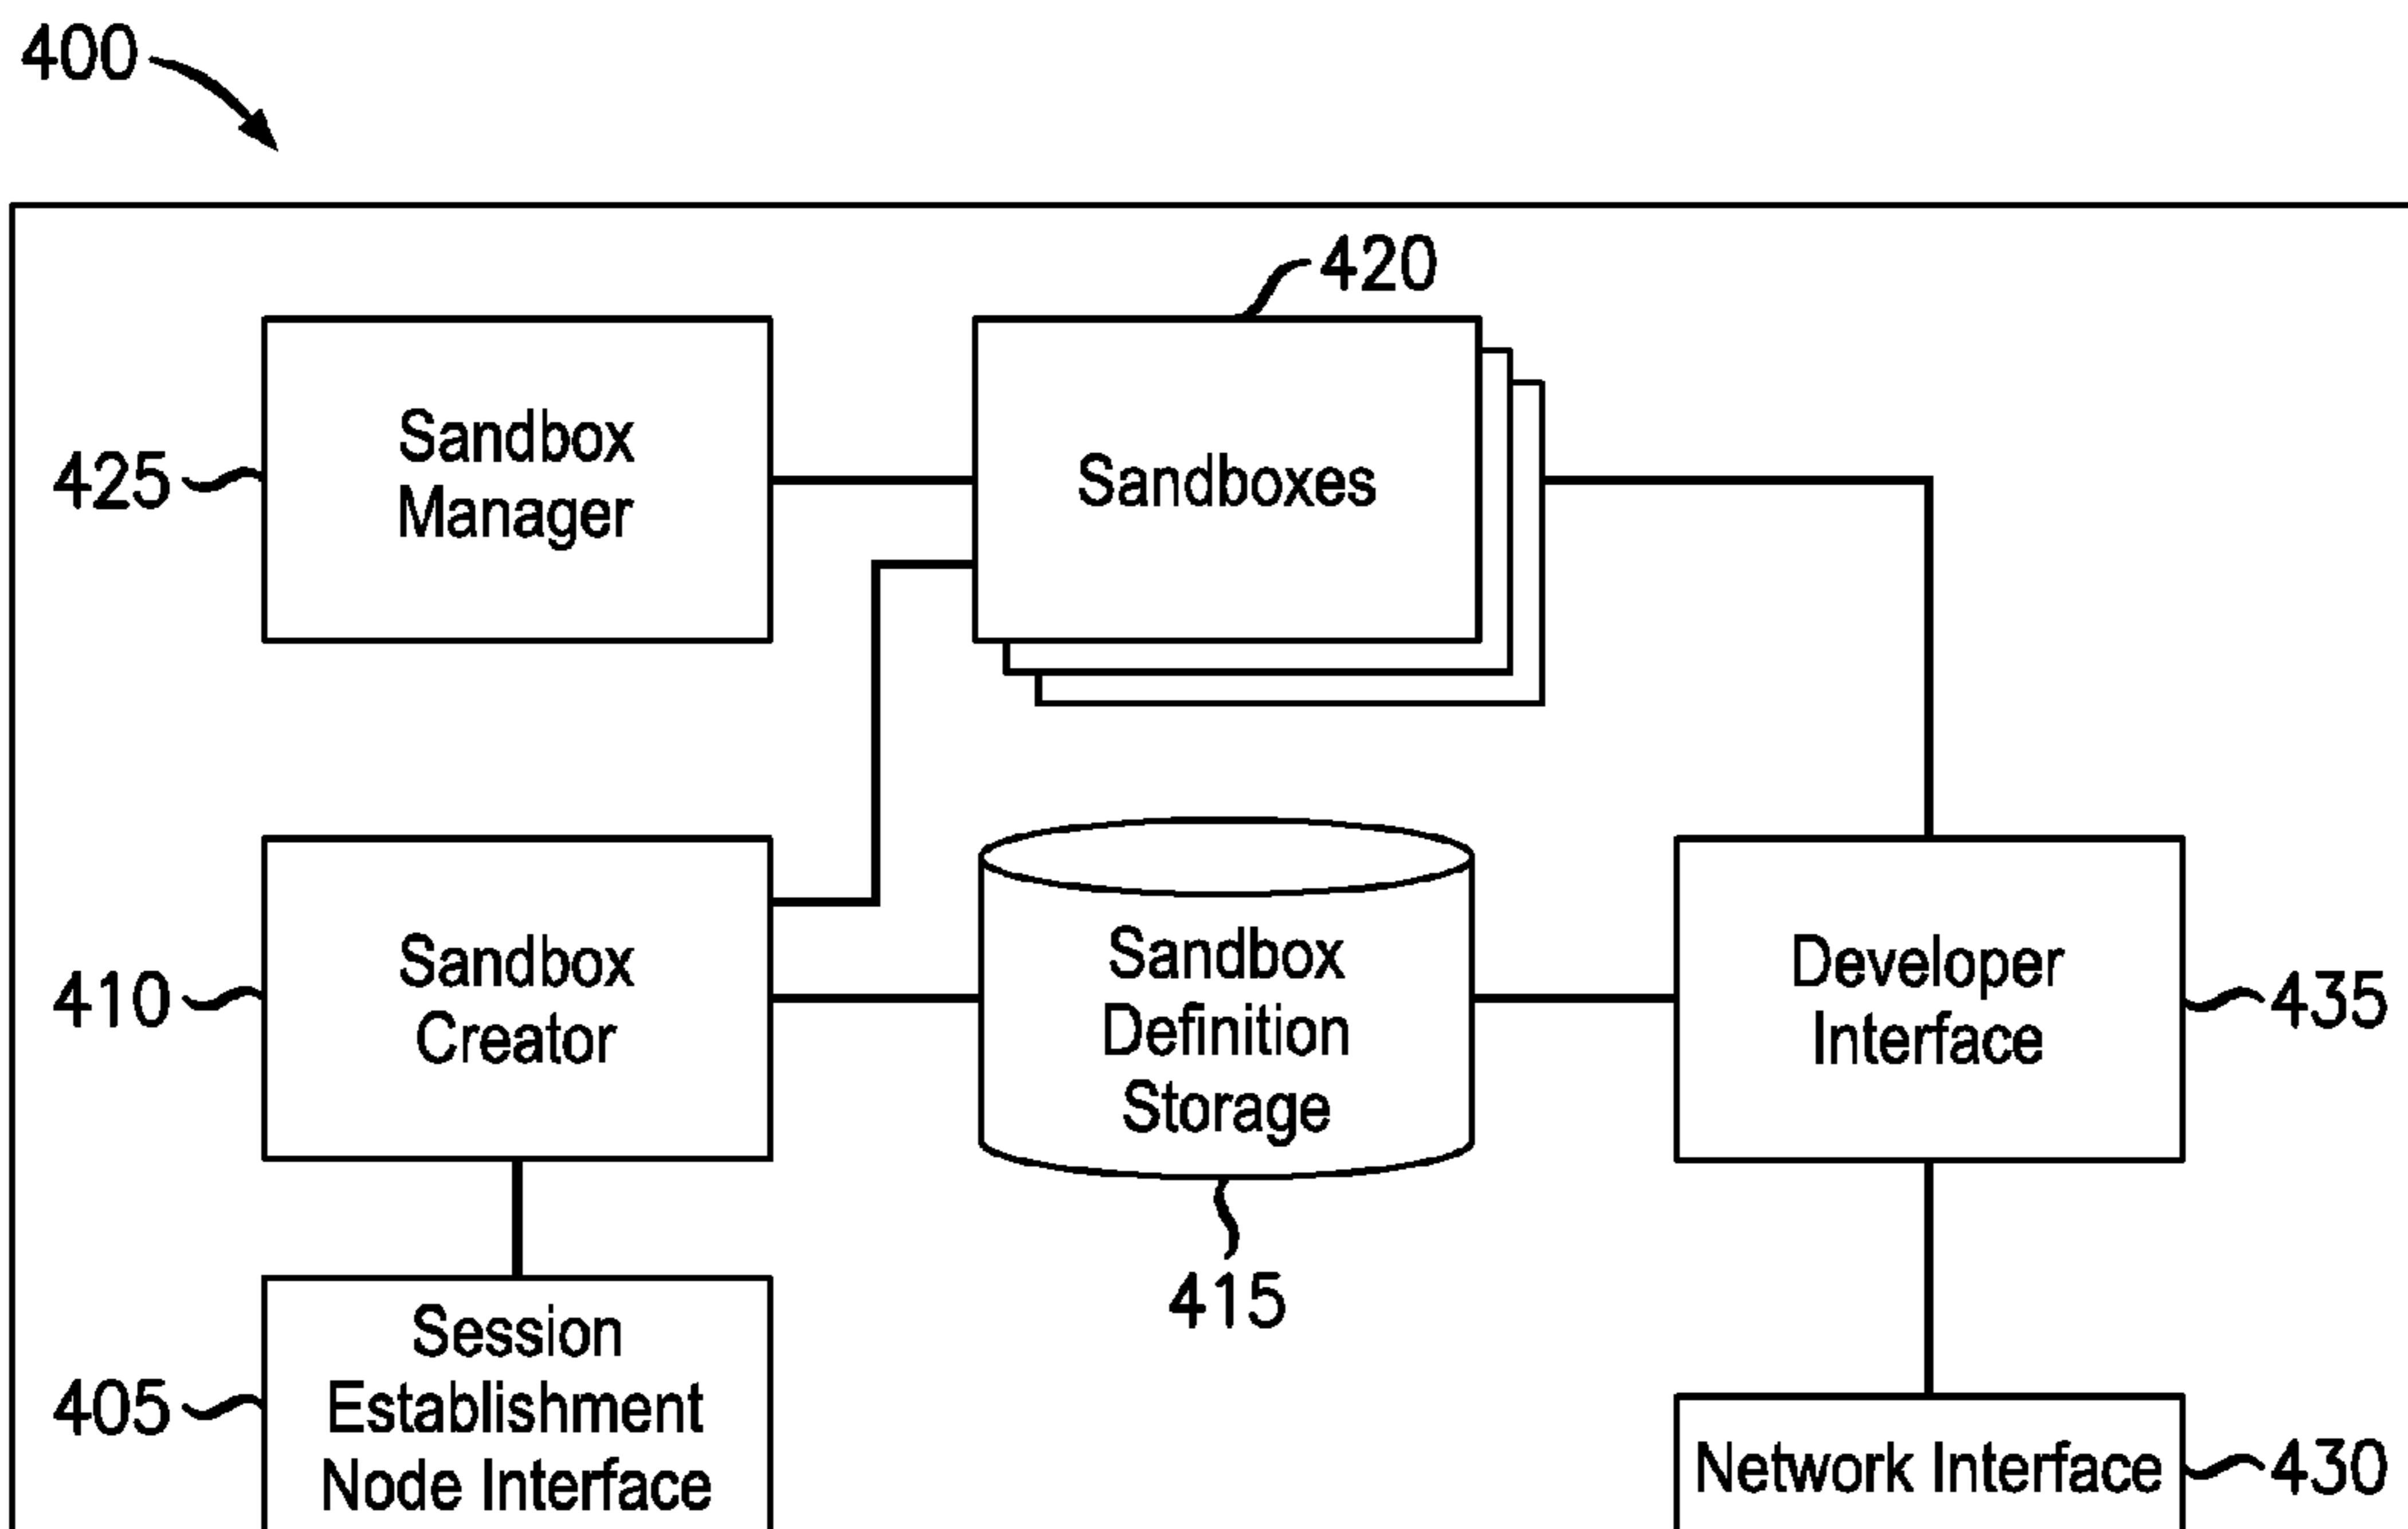 400
420
Sandbox
Manager
425
Sandboxes
Sandbox
Creator
410
Sandbox
Definition
Storage
415
Developer
Interface
435
Session
Establishment
Node Interface
405
Network Interface
430